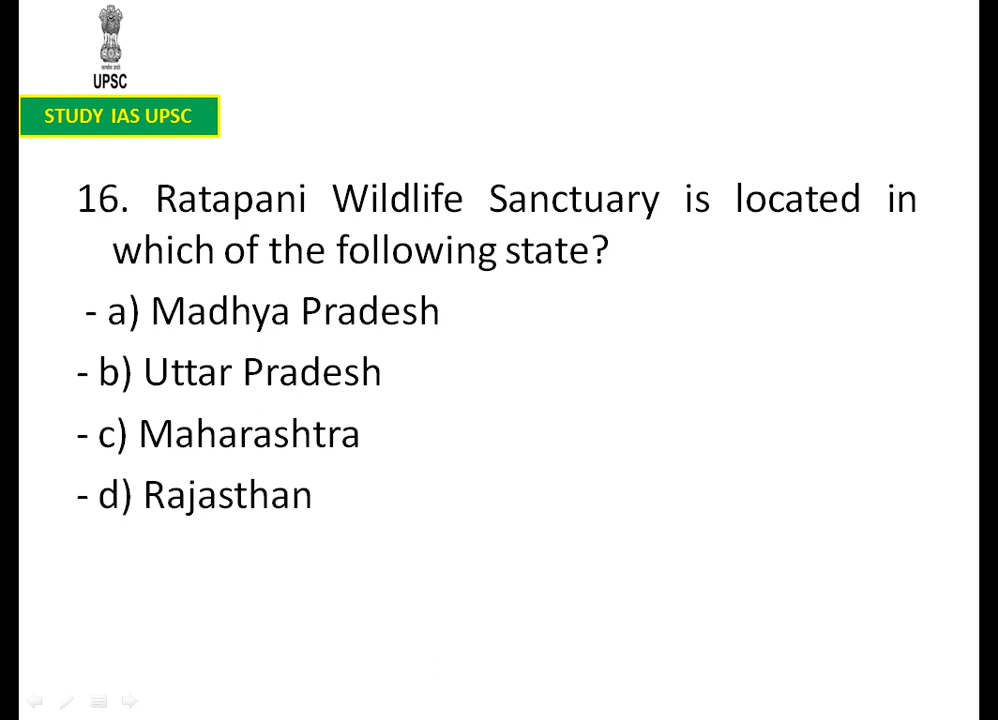 UPSC
STUDY IAS UPSC
16. Ratapani Wildlife Sanctuary is located in
which of the following state?
- a) Madhya Pradesh
- b) Uttar Pradesh
- c) Maharashtra
- d) Rajasthan